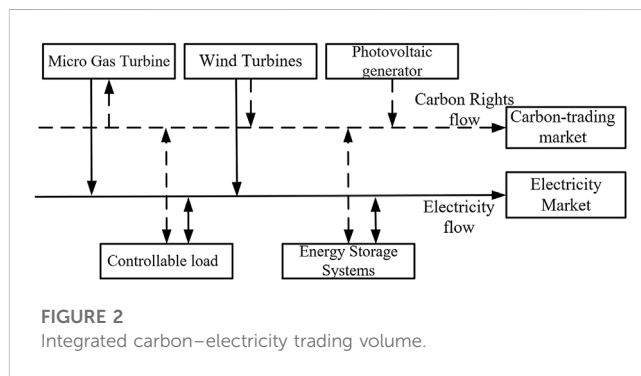 Micro Gas Turbine
Wind Turbines
Photovoltaic
generator
Carbon Rights
flow
Carbon-trading
market
Electricity
Market
Electricity
flow
Controllable load
Energy Storage
Systems
FIGURE 2
Integrated carbon–electricity trading volume.